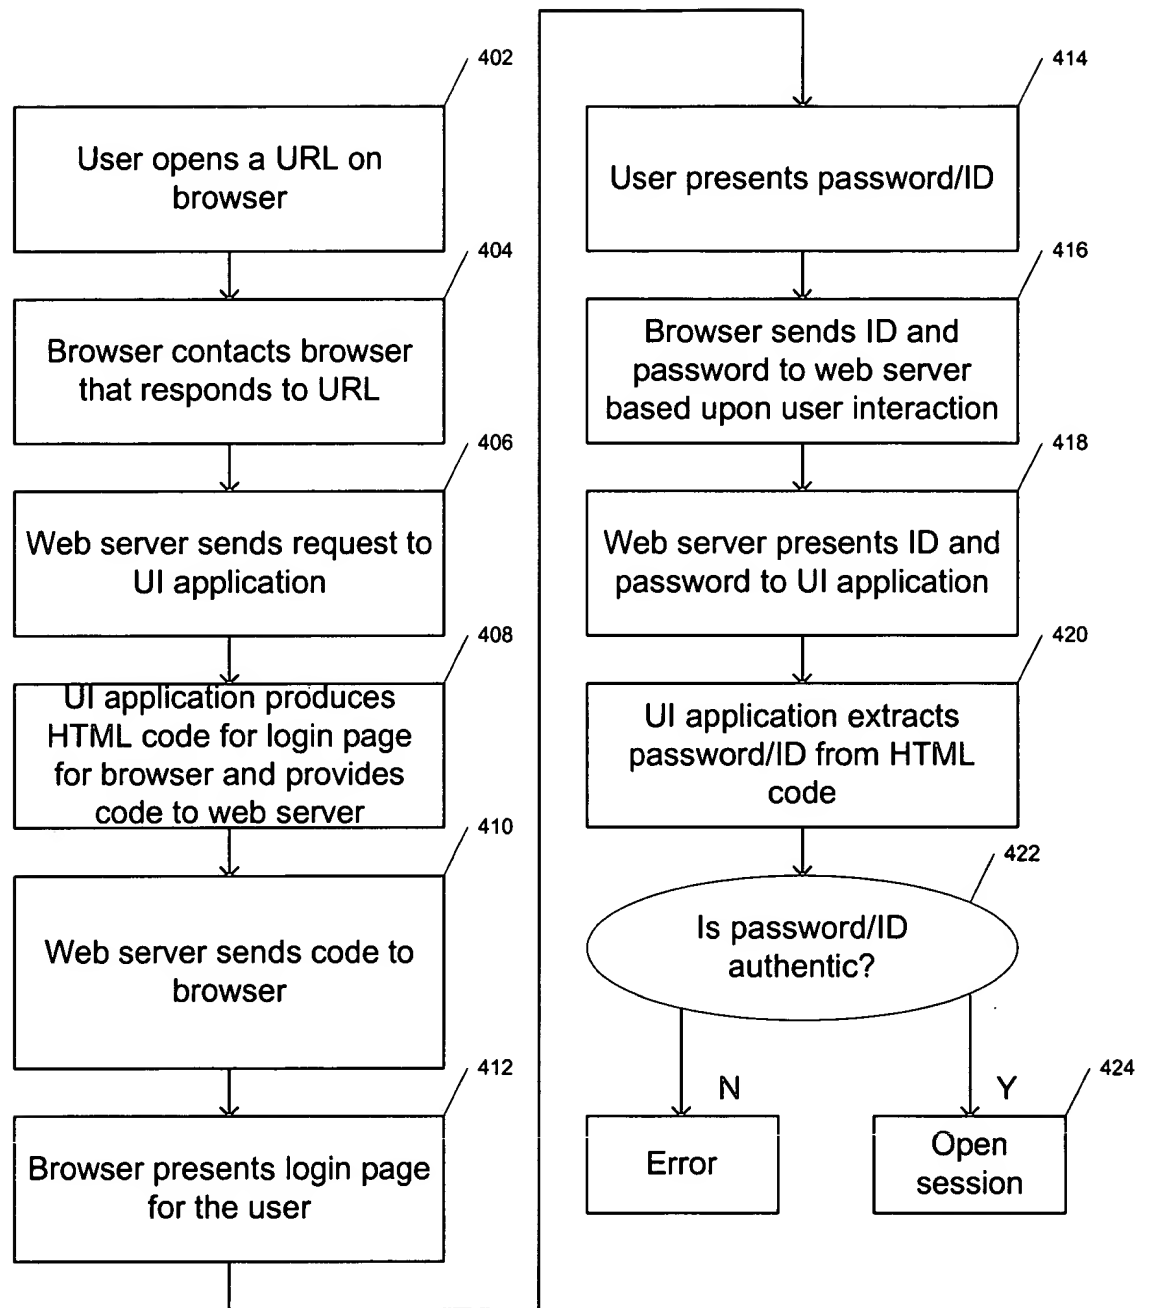 402
User opens a URL on
browser
404
Browser contacts browser
that responds to URL
406
Web server sends request to
UI application
408
UI application produces
HTML code for login page
for browser and provides
code to web server
410
Web server sends code to
browser
412
Browser presents login page
for the user
414
User presents password/ID
416
Browser sends ID and
password to web server
based upon user interaction
418
Web server presents ID and
password to UI application
420
UI application extracts
password/ID from HTML
code
422
Is password/ID
authentic?
N
Y
424
Error
Open
session